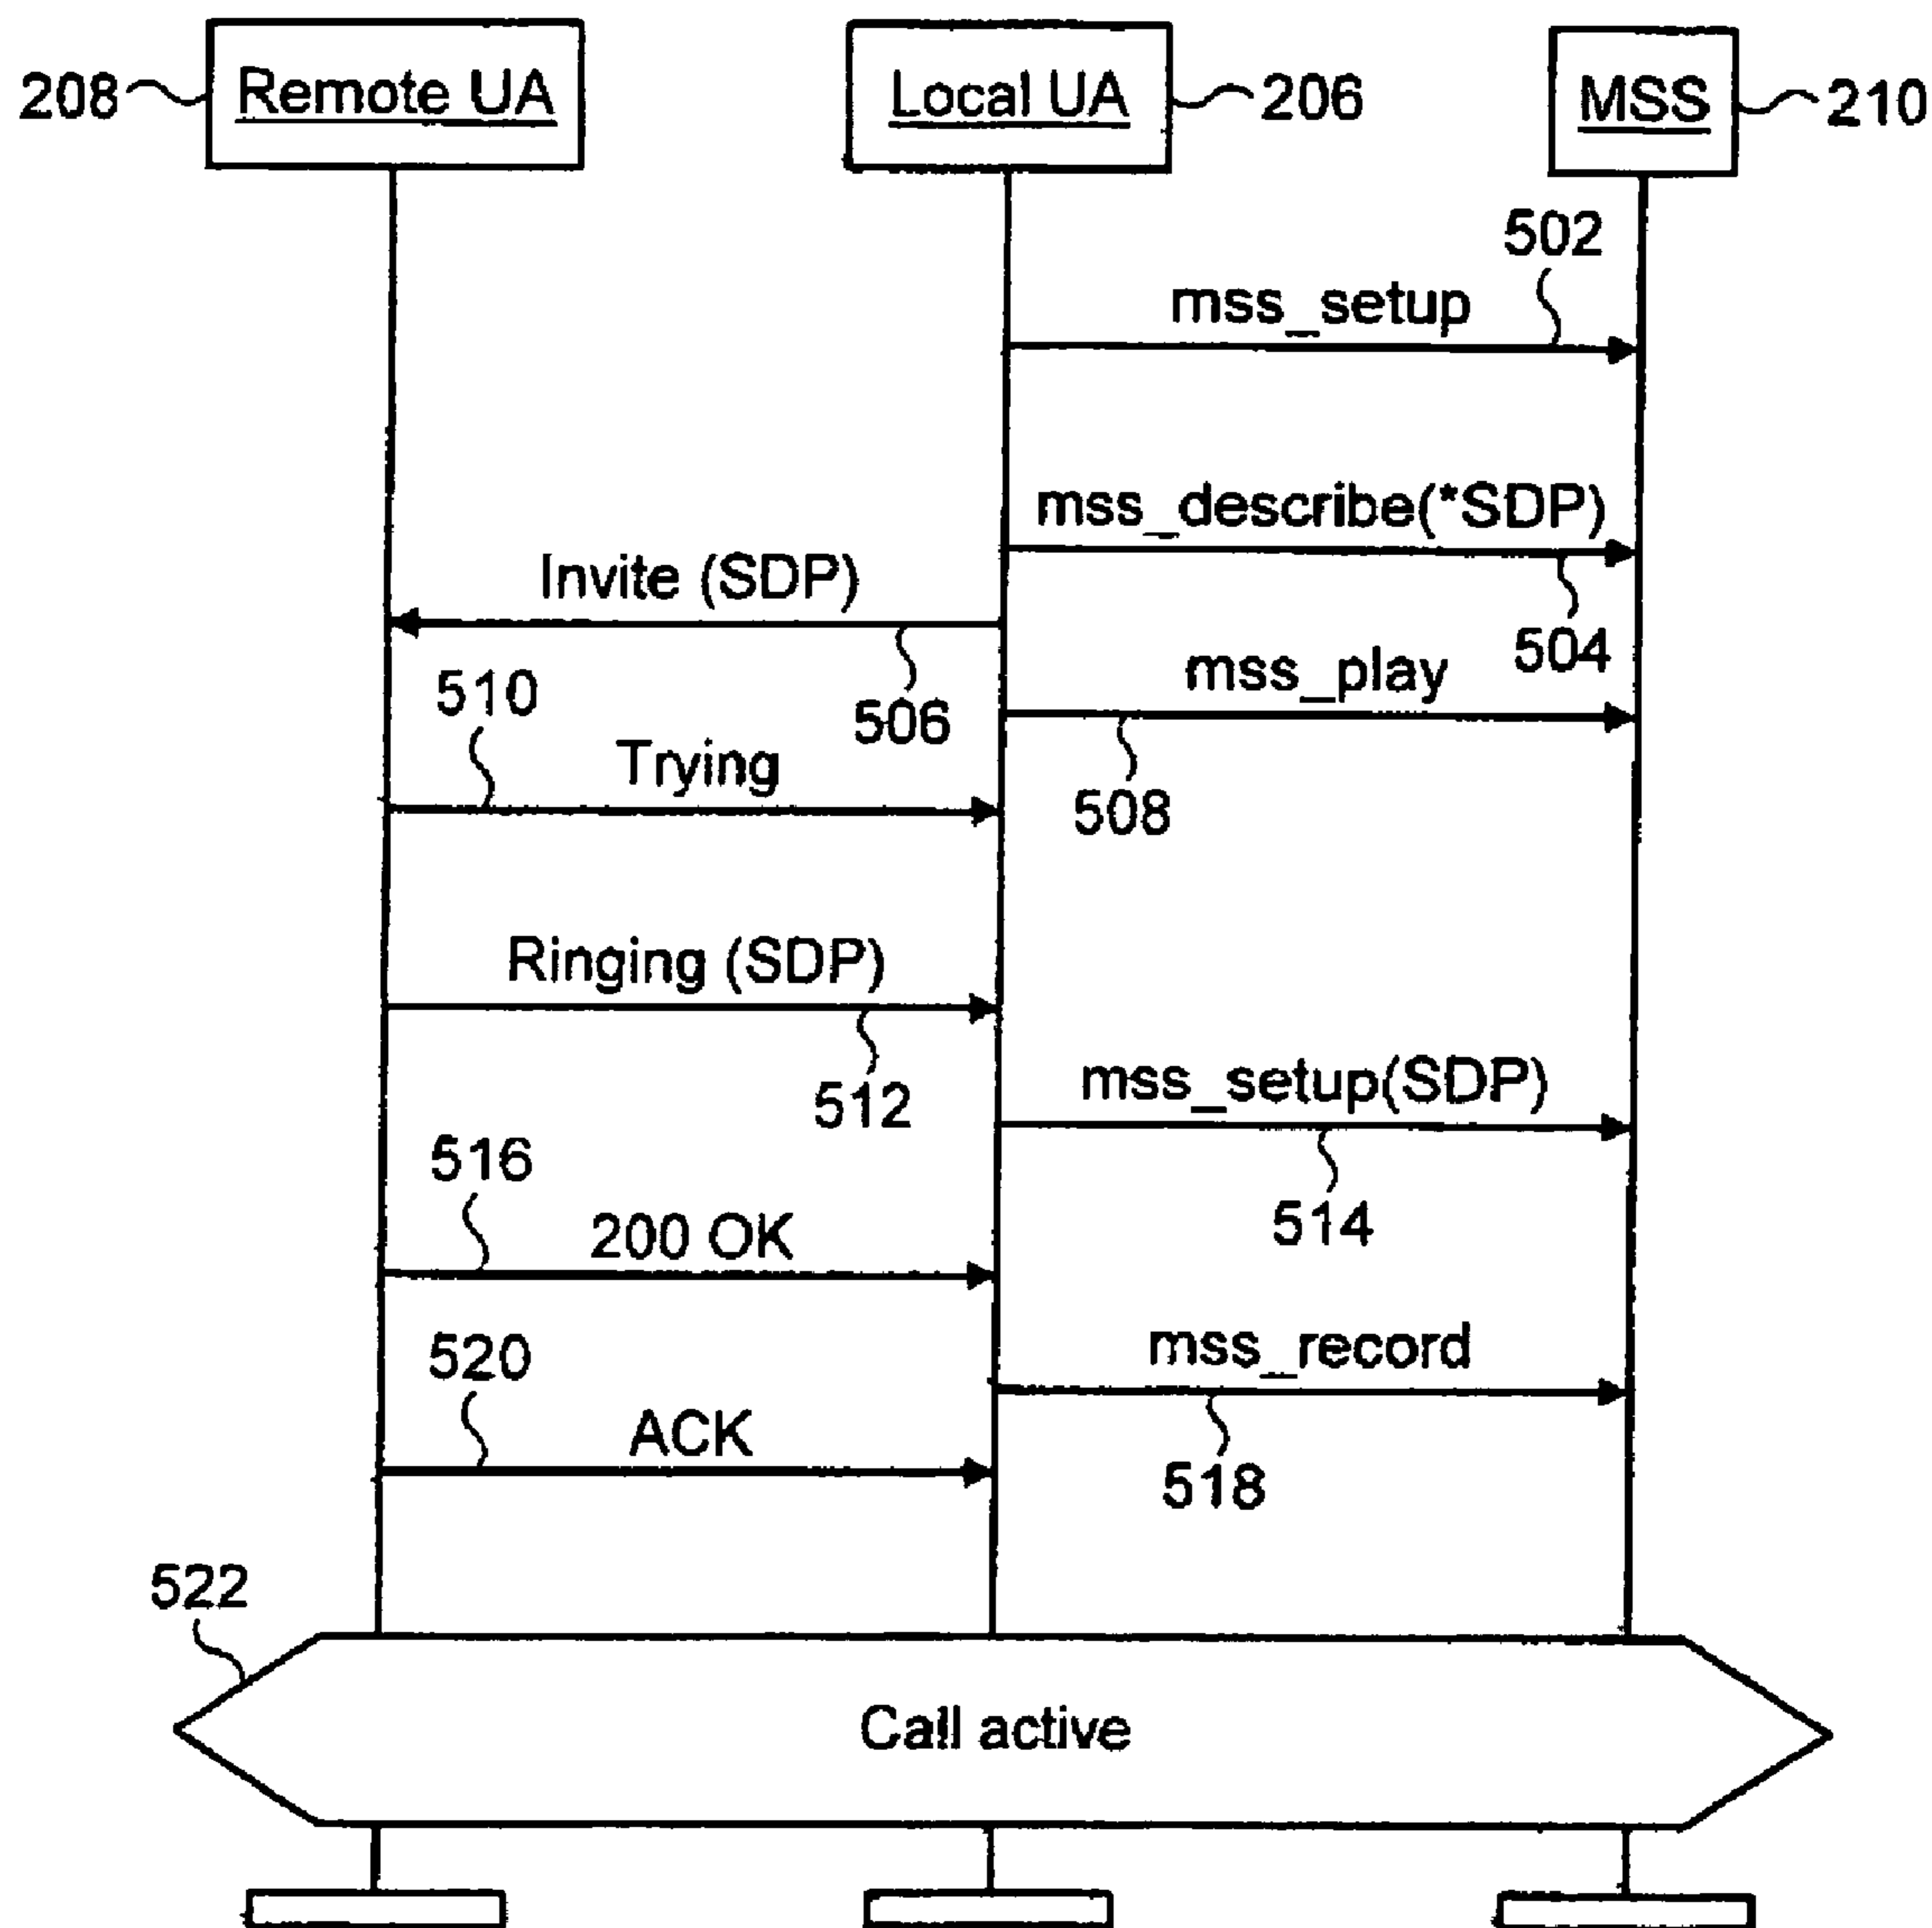 208
Remote UA
Local UA
206
MSS
210
502
mss_setup
mss_describe(*SDP)
504
Invite (SDP)
506
mss_play
508
510
Trying
Ringing (SDP)
512
mss_setup(SDP)
514
516
200 OK
mss_record
518
520
ACK
522
Call active